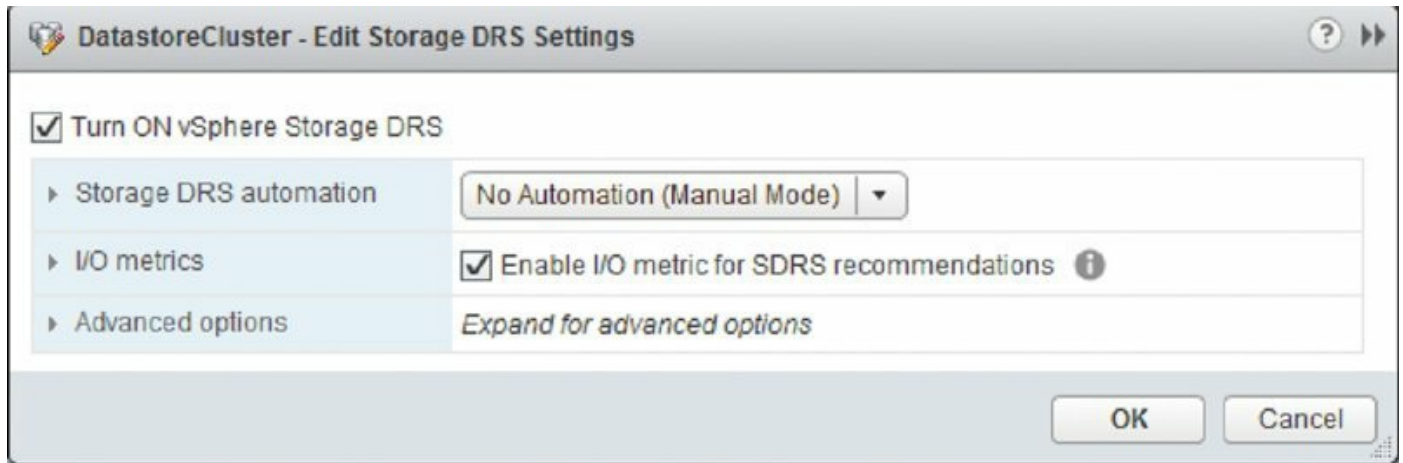 DatastoreCluster - Edit Storage DRS Settings ?
Turn ON vSphere Storage DRS
Storage DRS automation No Automation (Manual Mode)
I/O metrics Enable I/O metric for SDRS recommendations i
Advanced options Expand for advanced options
OK Cancel